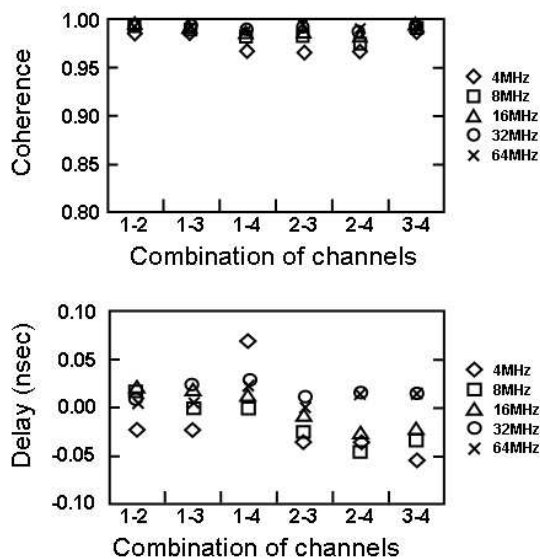 1.00
0.95
0.90
0.85
0.80
Coherence
1-2 1-3 1-4 2-3 2-4 3-4
Combination of channels
4MHz
8MHz
16MHz
32MHz
64MHz
0.10
0.05
0.00
-0.05
-0.10
Delay (nsec)
1-2 1-3 1-4 2-3 2-4 3-4
Combination of channels
4MHz
8MHz
16MHz
32MHz
64MHz